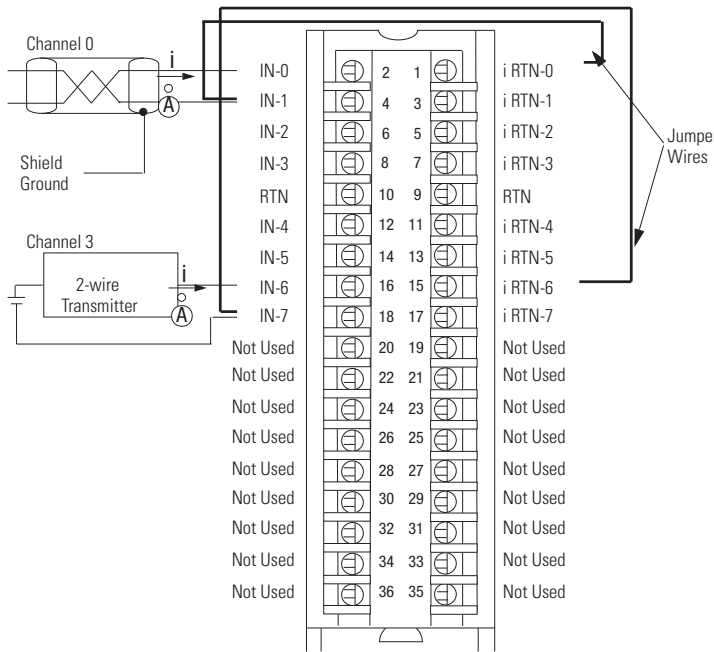 Channel 0
i
A
Shield
Ground
Channel 3
2-wire
Transmitter
i
A
Jumpe
Wires
IN-0 2 1 i RTN-0
IN-1 4 3 i RTN-1
IN-2 6 5 i RTN-2
IN-3 8 7 i RTN-3
RTN 10 9 RTN
IN-4 12 11 i RTN-4
IN-5 14 13 i RTN-5
IN-6 16 15 i RTN-6
IN-7 18 17 i RTN-7
Not Used 20 19 Not Used
Not Used 22 21 Not Used
Not Used 24 23 Not Used
Not Used 26 25 Not Used
Not Used 28 27 Not Used
Not Used 30 29 Not Used
Not Used 32 31 Not Used
Not Used 34 33 Not Used
Not Used 36 35 Not Used